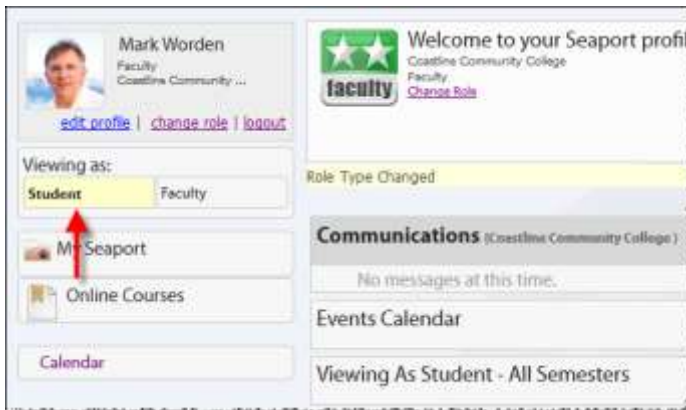 Mark Worden
Faculty
Coastline Community ...
edit profile | change role | logout
Viewing as:
Student Faculty
My Seaport
Online Courses
Calendar
faculty
Welcome to your Seaport profi
Coastline Community College
Faculty
Change Role
Role Type Changed
Communications (Coastline Community College)
No messages at this time.
Events Calendar
Viewing As Student - All Semesters